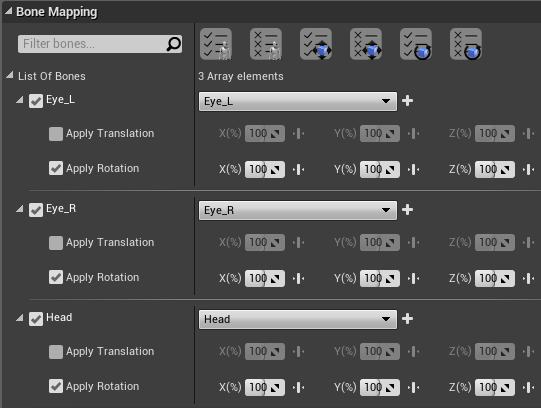 Bone Mapping
Filter bones...
List Of Bones 3 Array elements
Eye_L Eye_L
Apply Translation X(%) 100 Y(%) 100 Z(%) 100
Apply Rotation X(%) 100 Y(%) 100 Z(%) 100
Eye_R Eye_R
Apply Translation X(%) 100 Y(%) 100 Z(%) 100
Apply Rotation X(%) 100 Y(%) 100 Z(%) 100
Head Head
Apply Translation X(%) 100 Y(%) 100 Z(%) 100
Apply Rotation X(%) 100 Y(%) 100 Z(%) 100